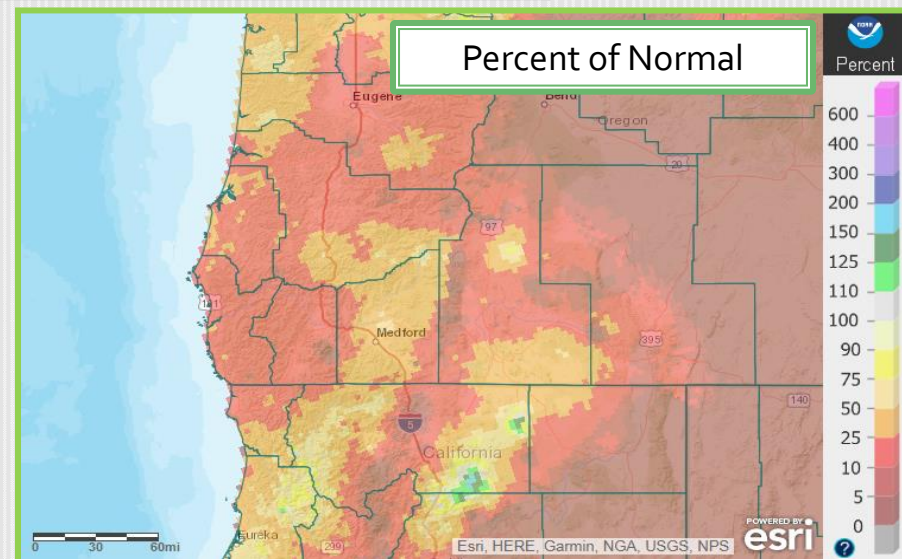 Percent of Normal
NOAA
Percent
600
400
300
200
150
125
110
100
90
75
50
25
10
5
0
Eugene
Bend
Oregon
20
97
101
Medford
395
5
140
California
Eureka
299
0 30 60mi
Esri, HERE, Garmin, NGA, USGS, NPS
POWERED BY
esri
?